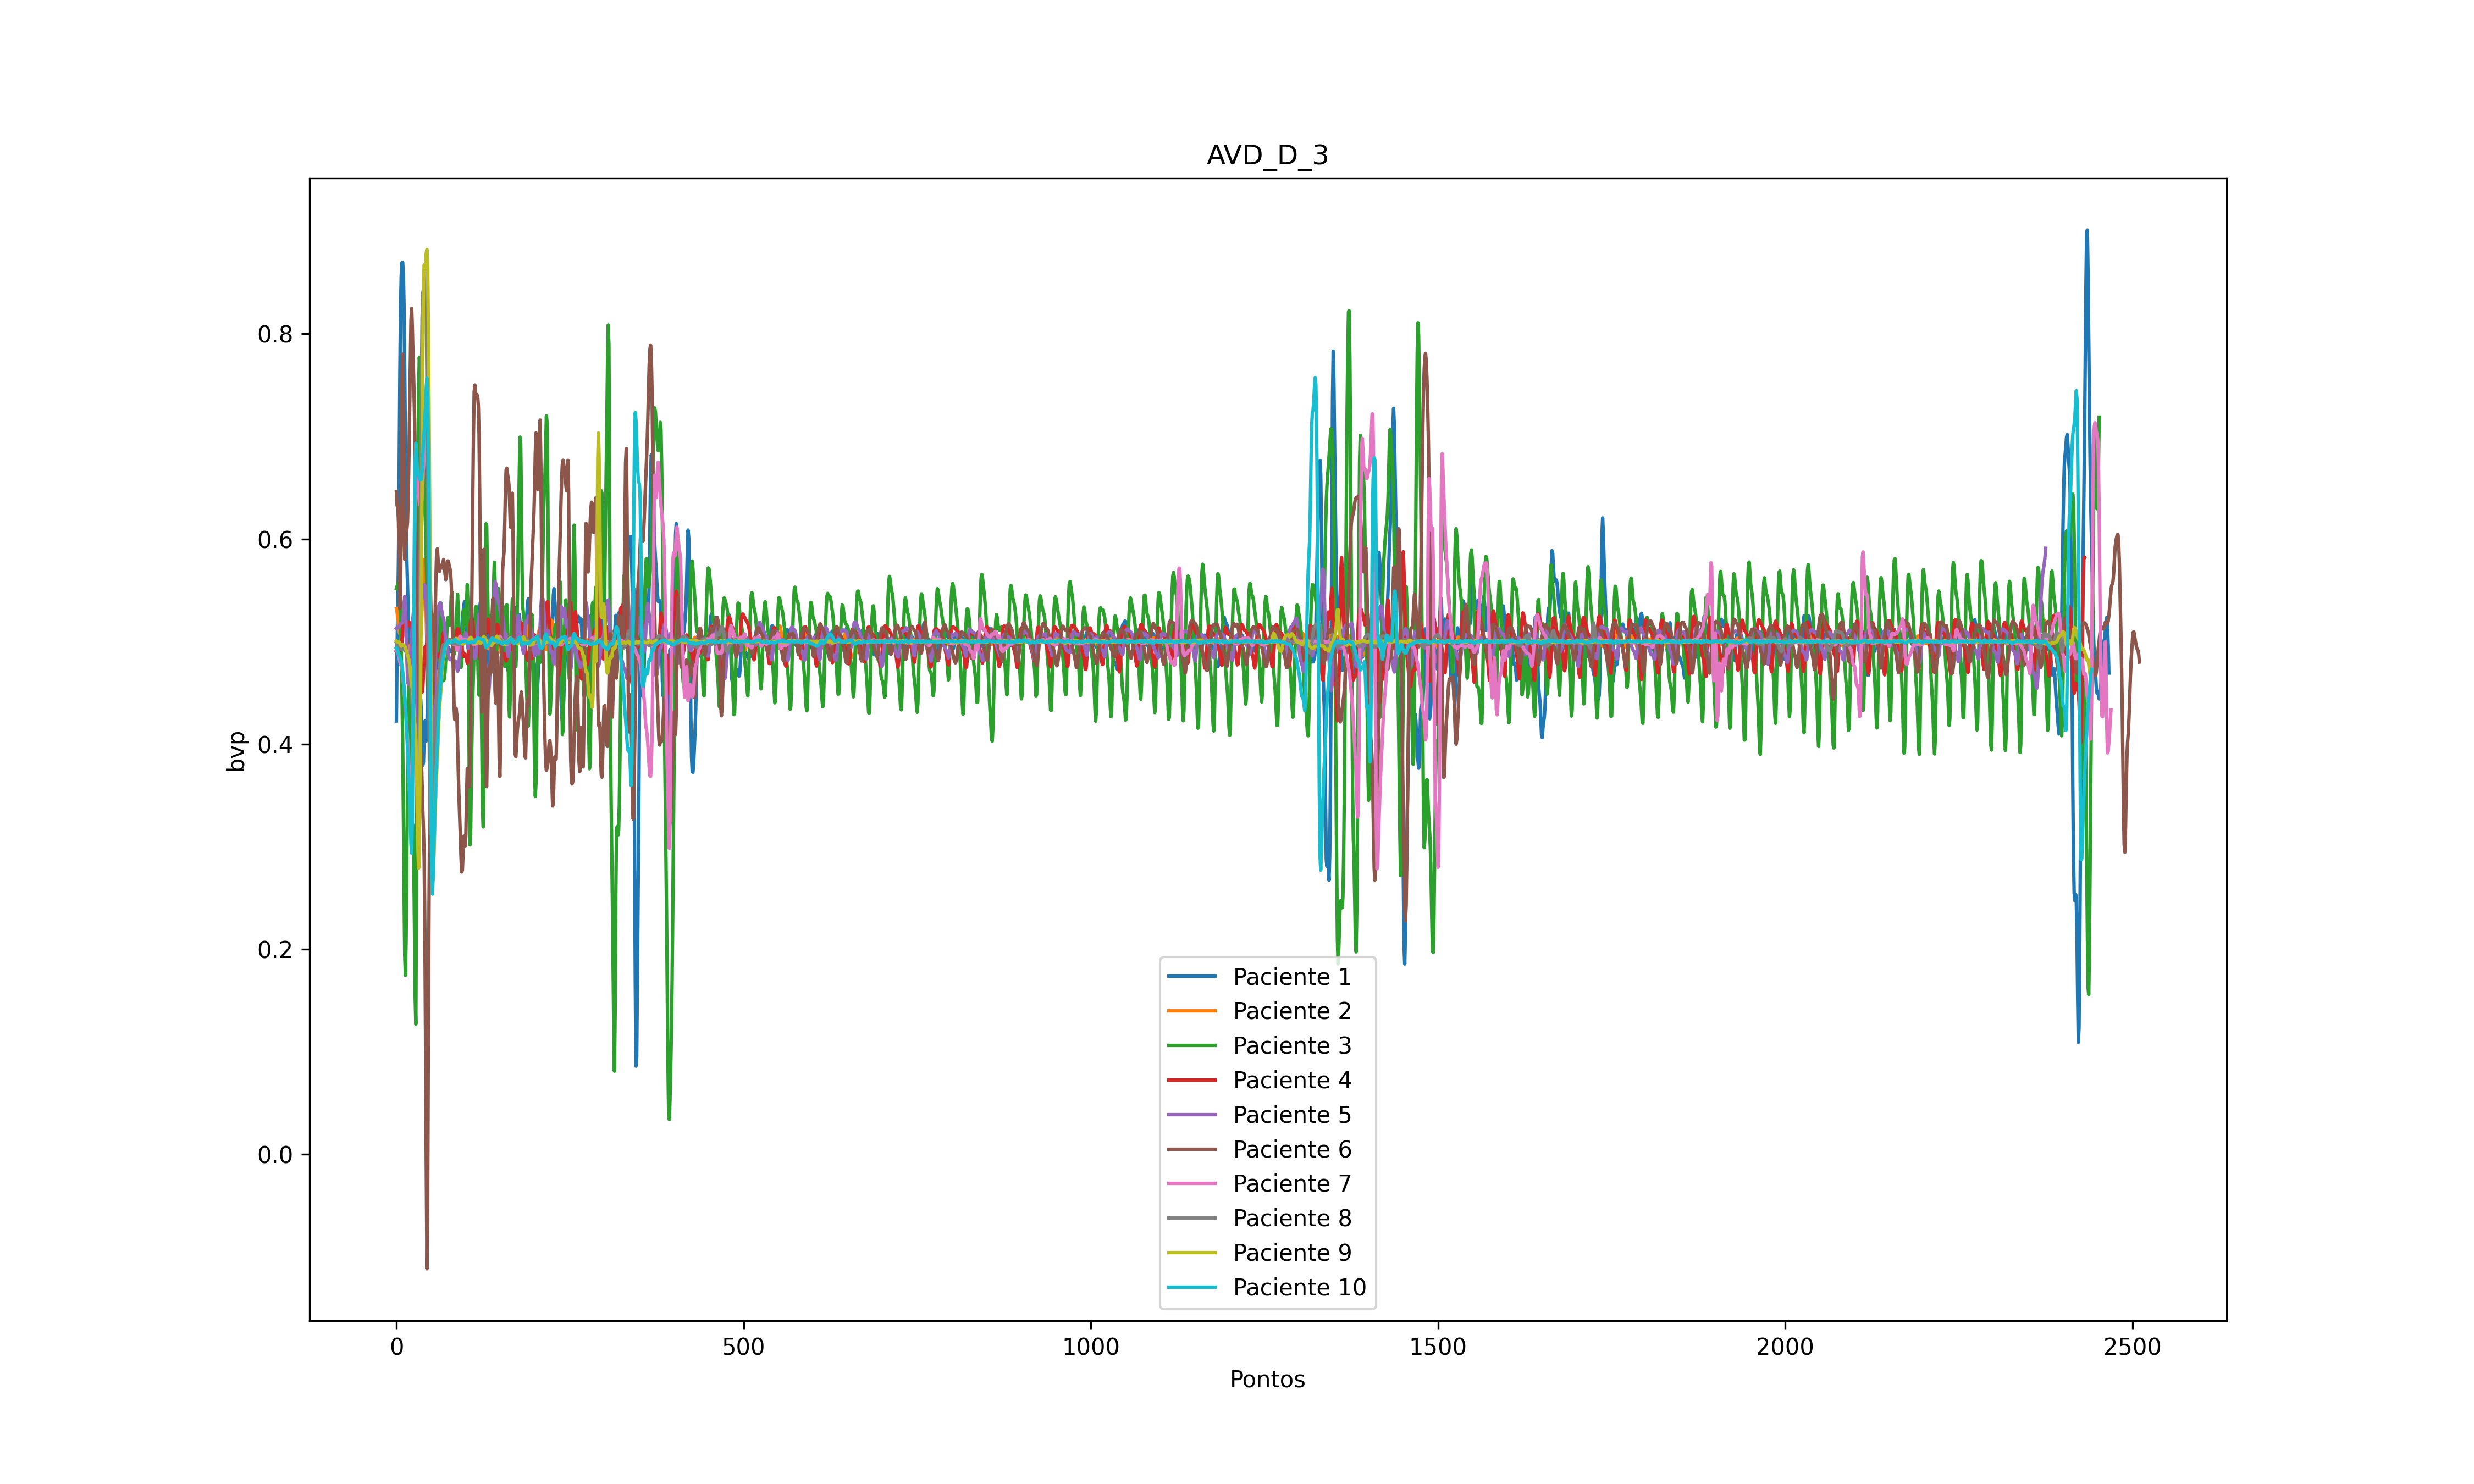 AVD_D_3
bvp
0.8
0.6
0.4
0.2
0.0
Paciente 1
Paciente 2
Paciente 3
Paciente 4
Paciente 5
Paciente 6
Paciente 7
Paciente 8
Paciente 9
Paciente 10
0 500 1000 1500 2000 2500
Pontos